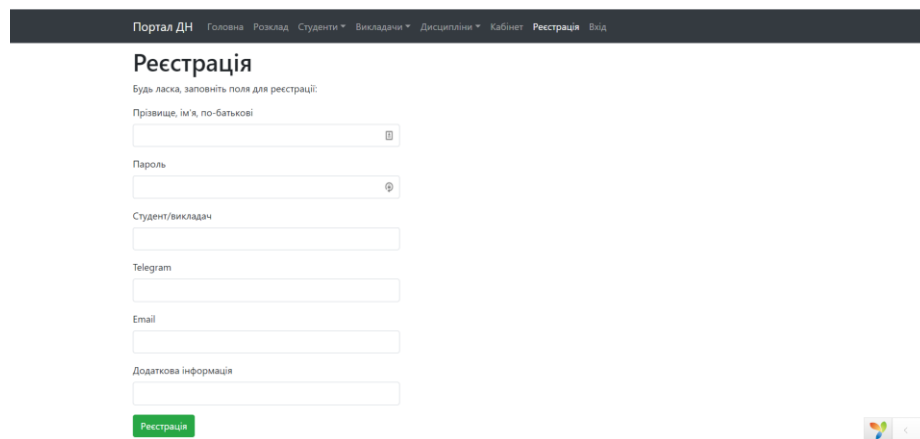 Портал ДН Головна Розклад Студенти Викладачи Дисципліни Кабінет Реєстрація Вхід
Реєстрація
Будь ласка, заповніть поля для реєстрації:
Прізвище, ім'я, по-батькові
Пароль
Студент/викладач
Telegram
Email
Додаткова інформація
Реєстрація